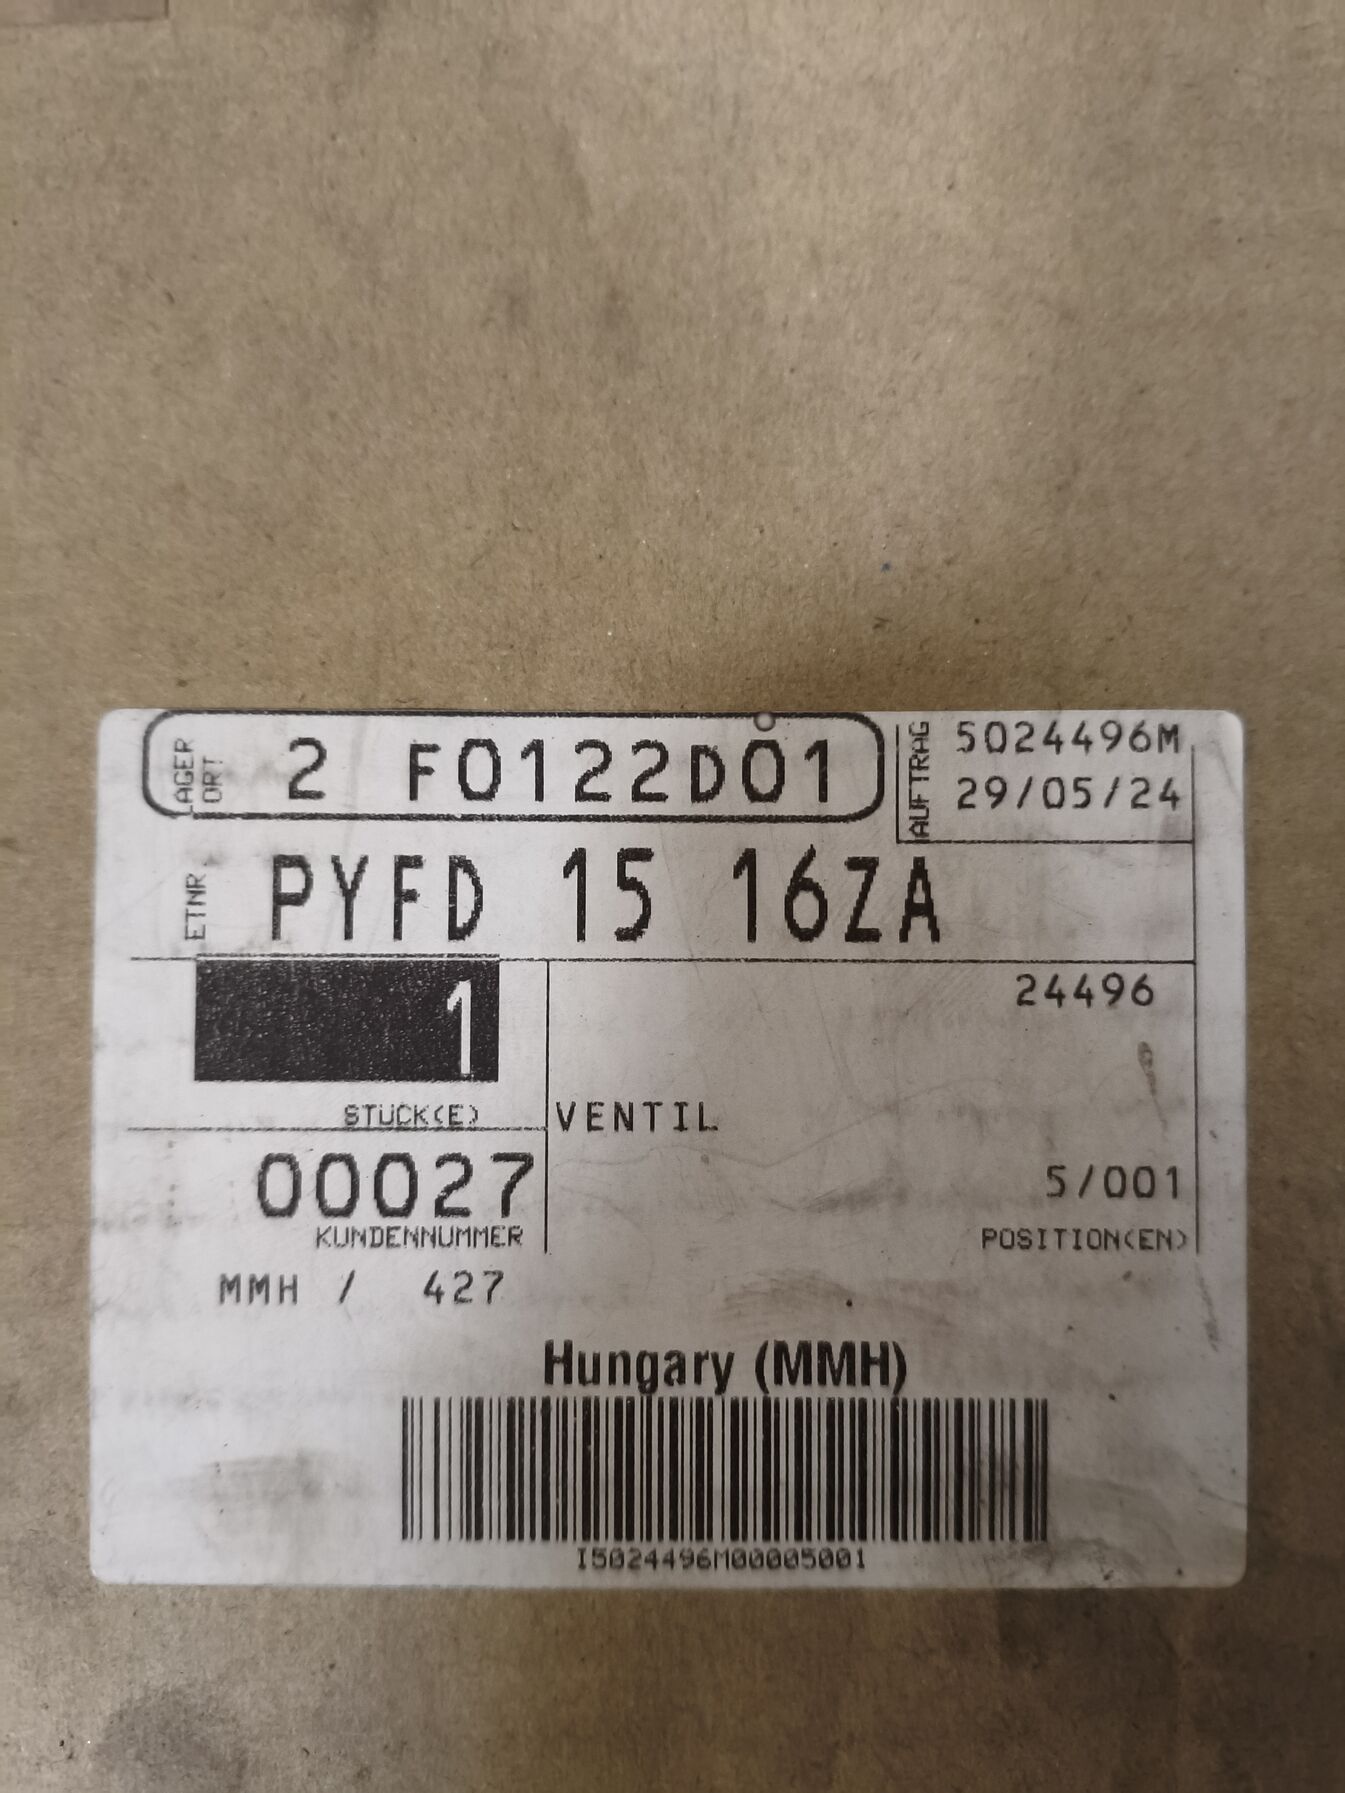 LAGER ORT 2 F0122D01
AUFTRAG 5024496M
29/05/24
ETNR PYFD 15 16ZA
1
24496
STÜCK(E)
VENTIL
00027
5/001
KUNDENNUMMER
POSITION(EN)
MMH / 427
Hungary (MMH)
I5024496M00005001